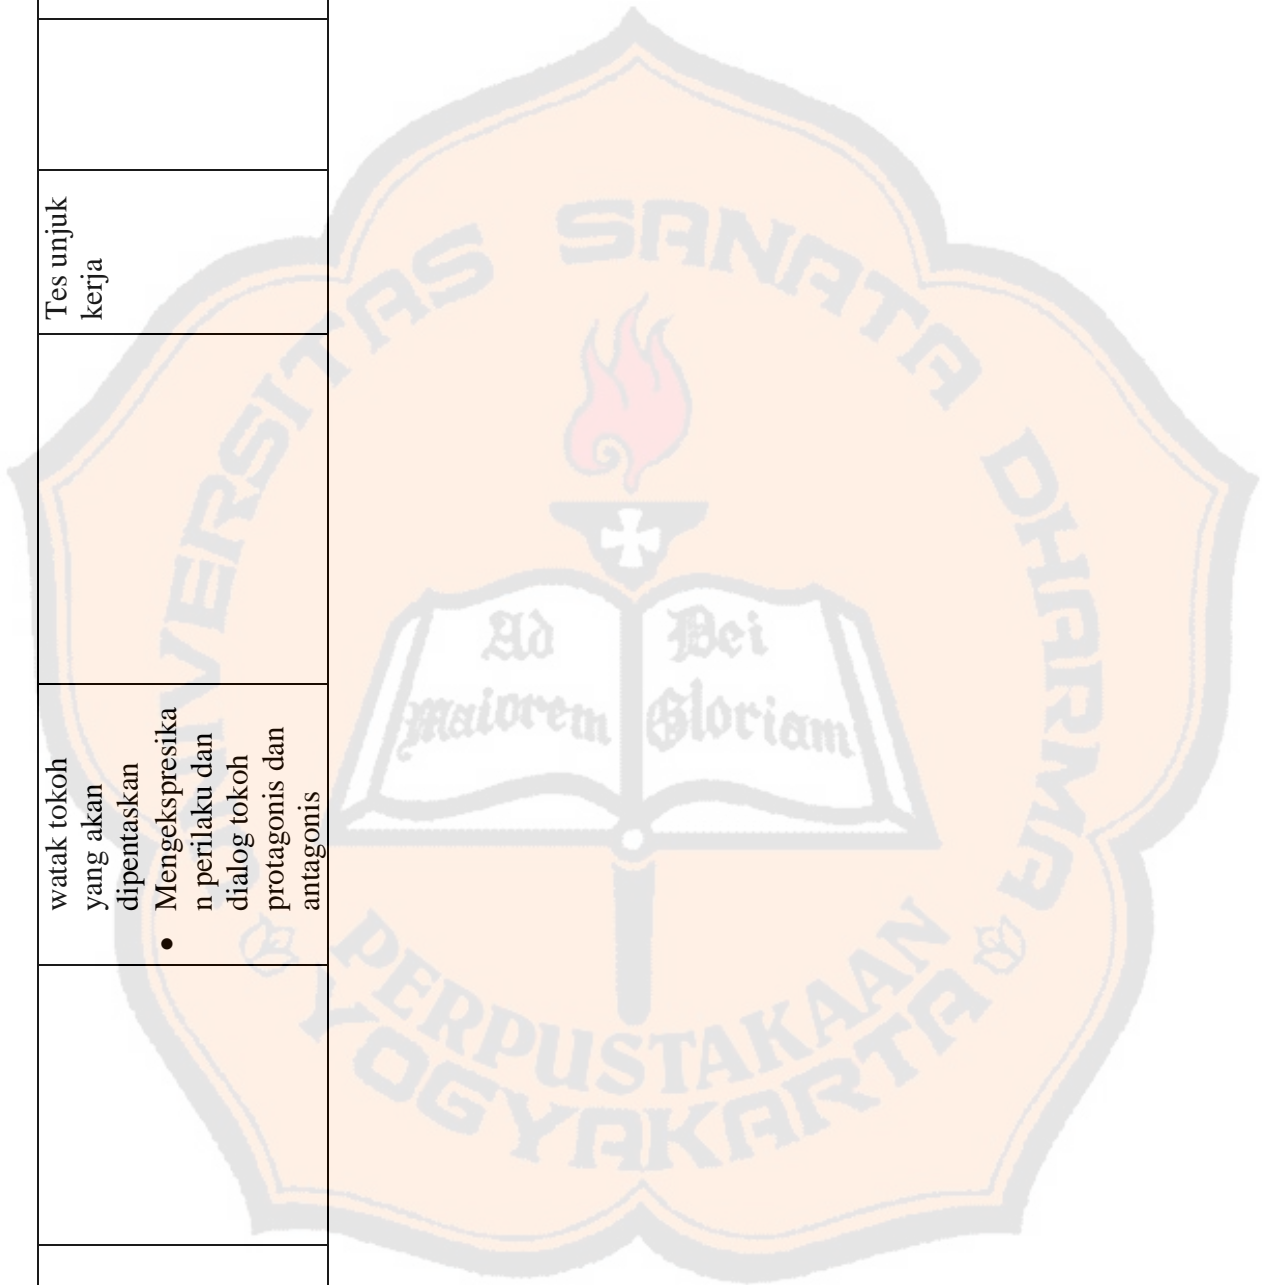 watak tokoh
yang akan
dipentaskan
• Mengekspresika
n perilaku dan
dialog tokoh
protagonis dan
antagonis
Tes unjuk
kerja
UNIVERSITAS SANATA DHARMA
Ad
maiorem
Dei
Gloriam
PERPUSTAKAAN
YOGYAKARTA